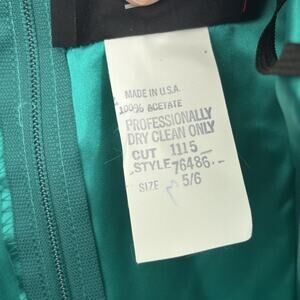 MADE IN U.S.A.
100% ACETATE
PROFESSIONALLY
DRY CLEAN ONLY
CUT 1115
STYLE 76486
SIZE 5/6